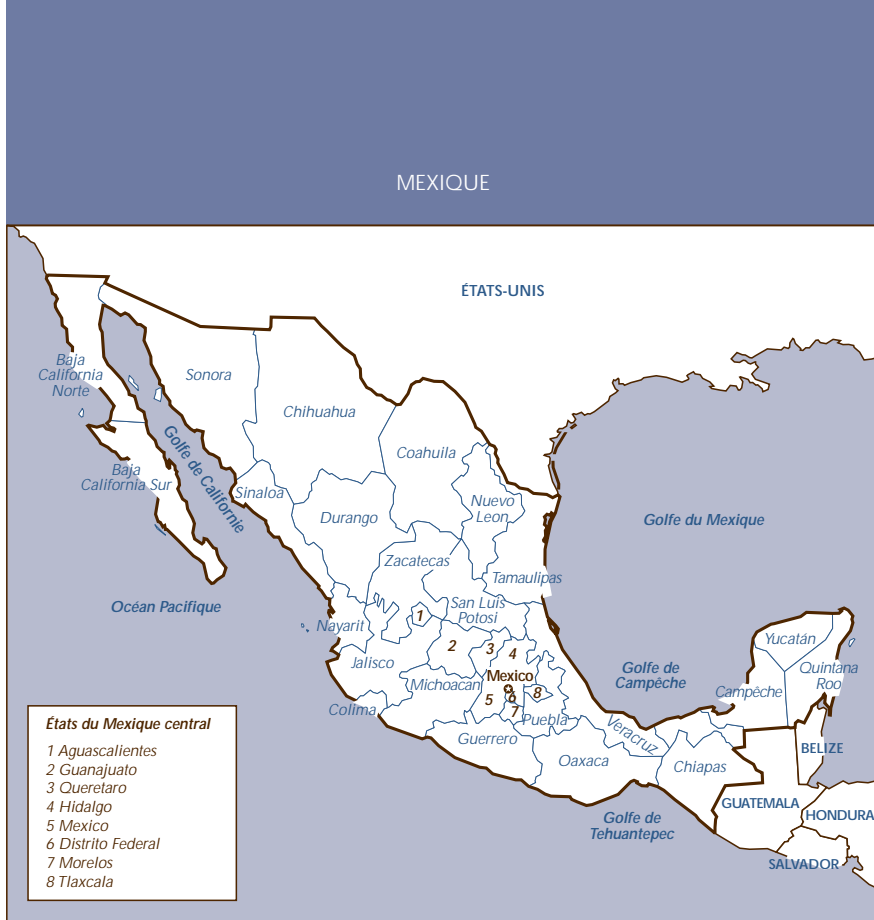 MEXIQUE
ÉTATS-UNIS
Baja
California
Norte
Sonora
Chihuahua
Coahuila
Golfe de Californie
Baja
California Sur
Sinaloa
Durango
Nuevo
Leon
Golfe du Mexique
Zacatecas
Tamaulipas
Océan Pacifique
San Luis
Potosi
Nayarit
1
2
3
4
Jalisco
Yucatán
Quintana
Roo
Golfe de
Campêche
Campêche
Michoacan
Mexico
5
6
7
8
Colima
Puebla
Veracruz
Guerrero
Oaxaca
Chiapas
BELIZE
GUATEMALA
HONDURA
Golfe de
Tehuantepec
SALVADOR
États du Mexique central
1 Aguascalientes
2 Guanajuato
3 Queretaro
4 Hidalgo
5 Mexico
6 Distrito Federal
7 Morelos
8 Tlaxcala